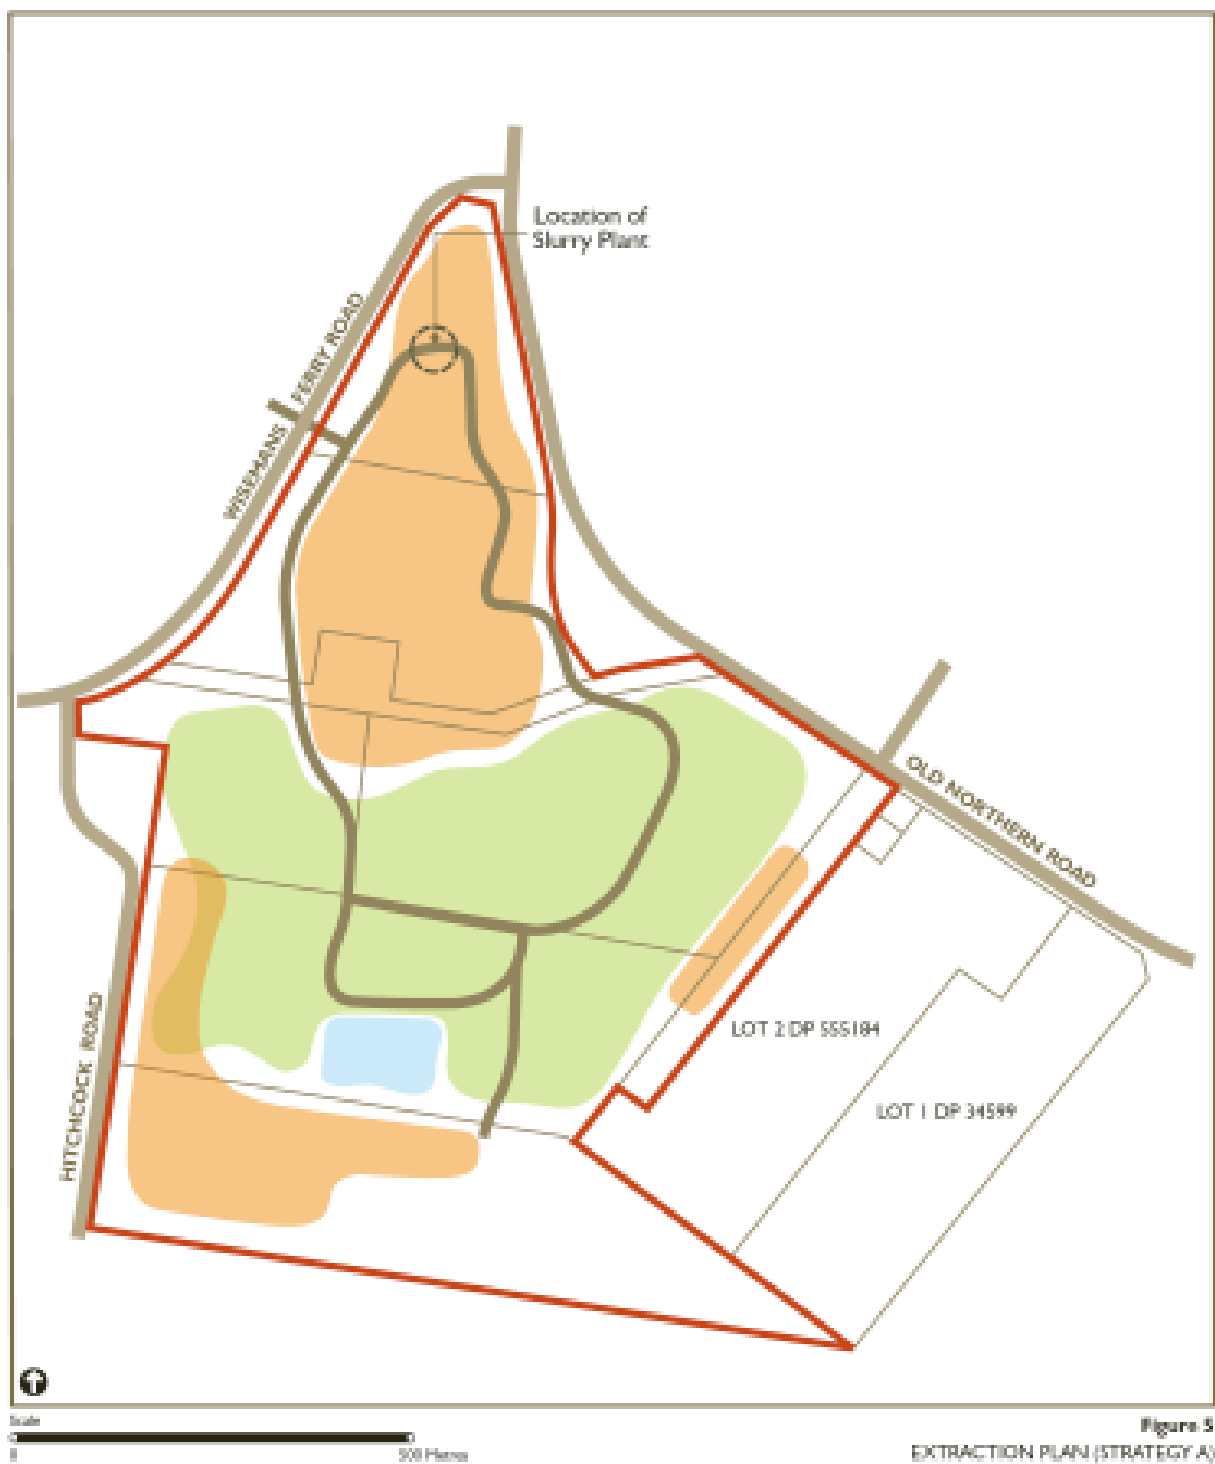 Location of
Slurry Plant
WISEMANS FERRY ROAD
OLD NORTHERN ROAD
HITCHCOCK ROAD
LOT 2 DP 555184
LOT 1 DP 34599
Scale
0 500 Metres
Figure 5
EXTRACTION PLAN (STRATEGY A)